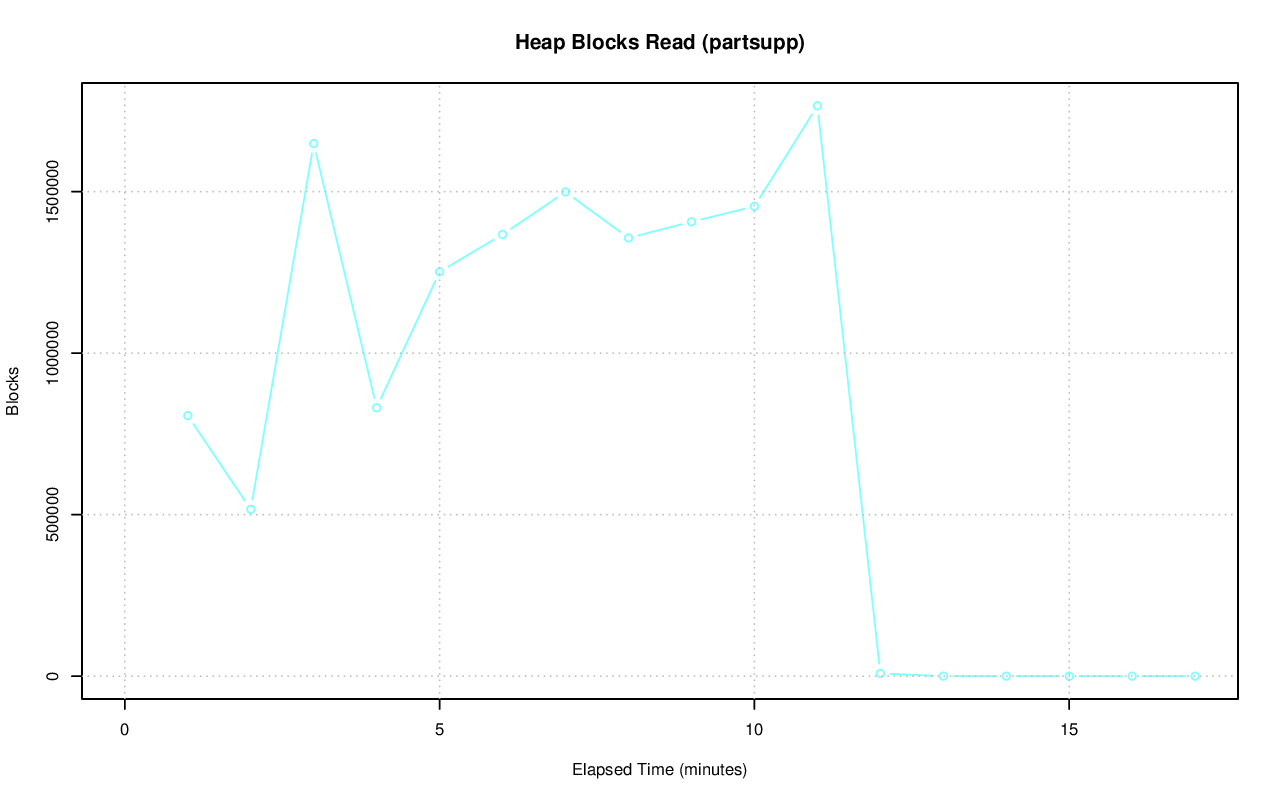 Heap Blocks Read (partsupp)
Blocks
1500000
1000000
500000
0
0 5 10 15
Elapsed Time (minutes)